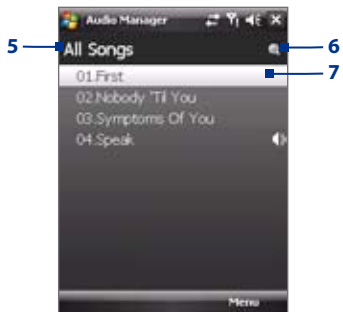 Audio Manager
5 All Songs 6
01.First 7
02.Nobody 'Til You
03.Symptoms Of You
04.Speak
Menu